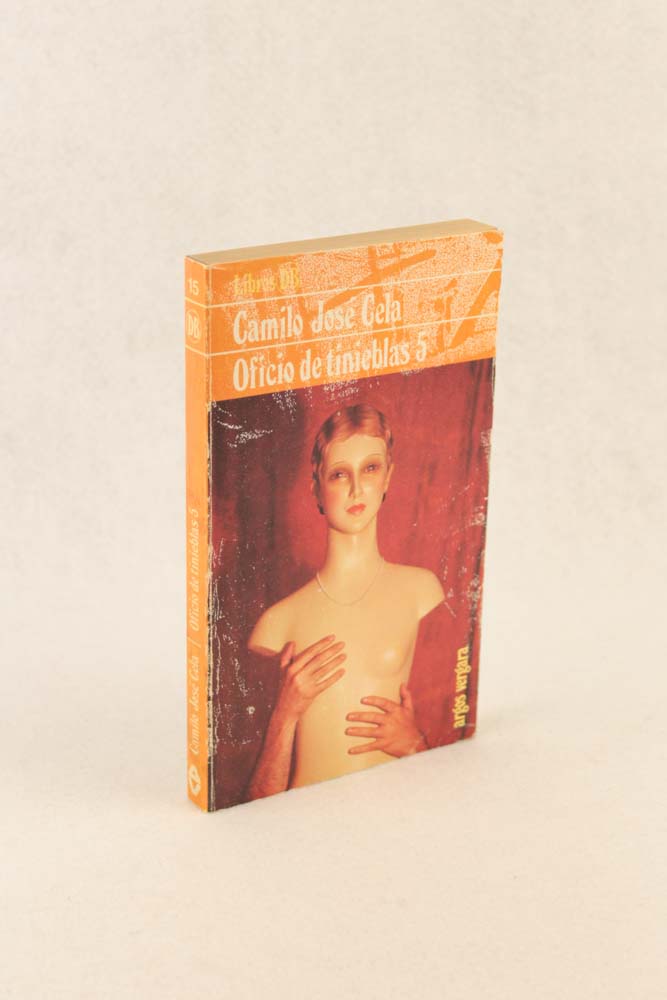 Libros DB
Camilo José Cela
Oficio de tinieblas 5
argos vergara
15
DB
Camilo José Cela | Oficio de tinieblas 5